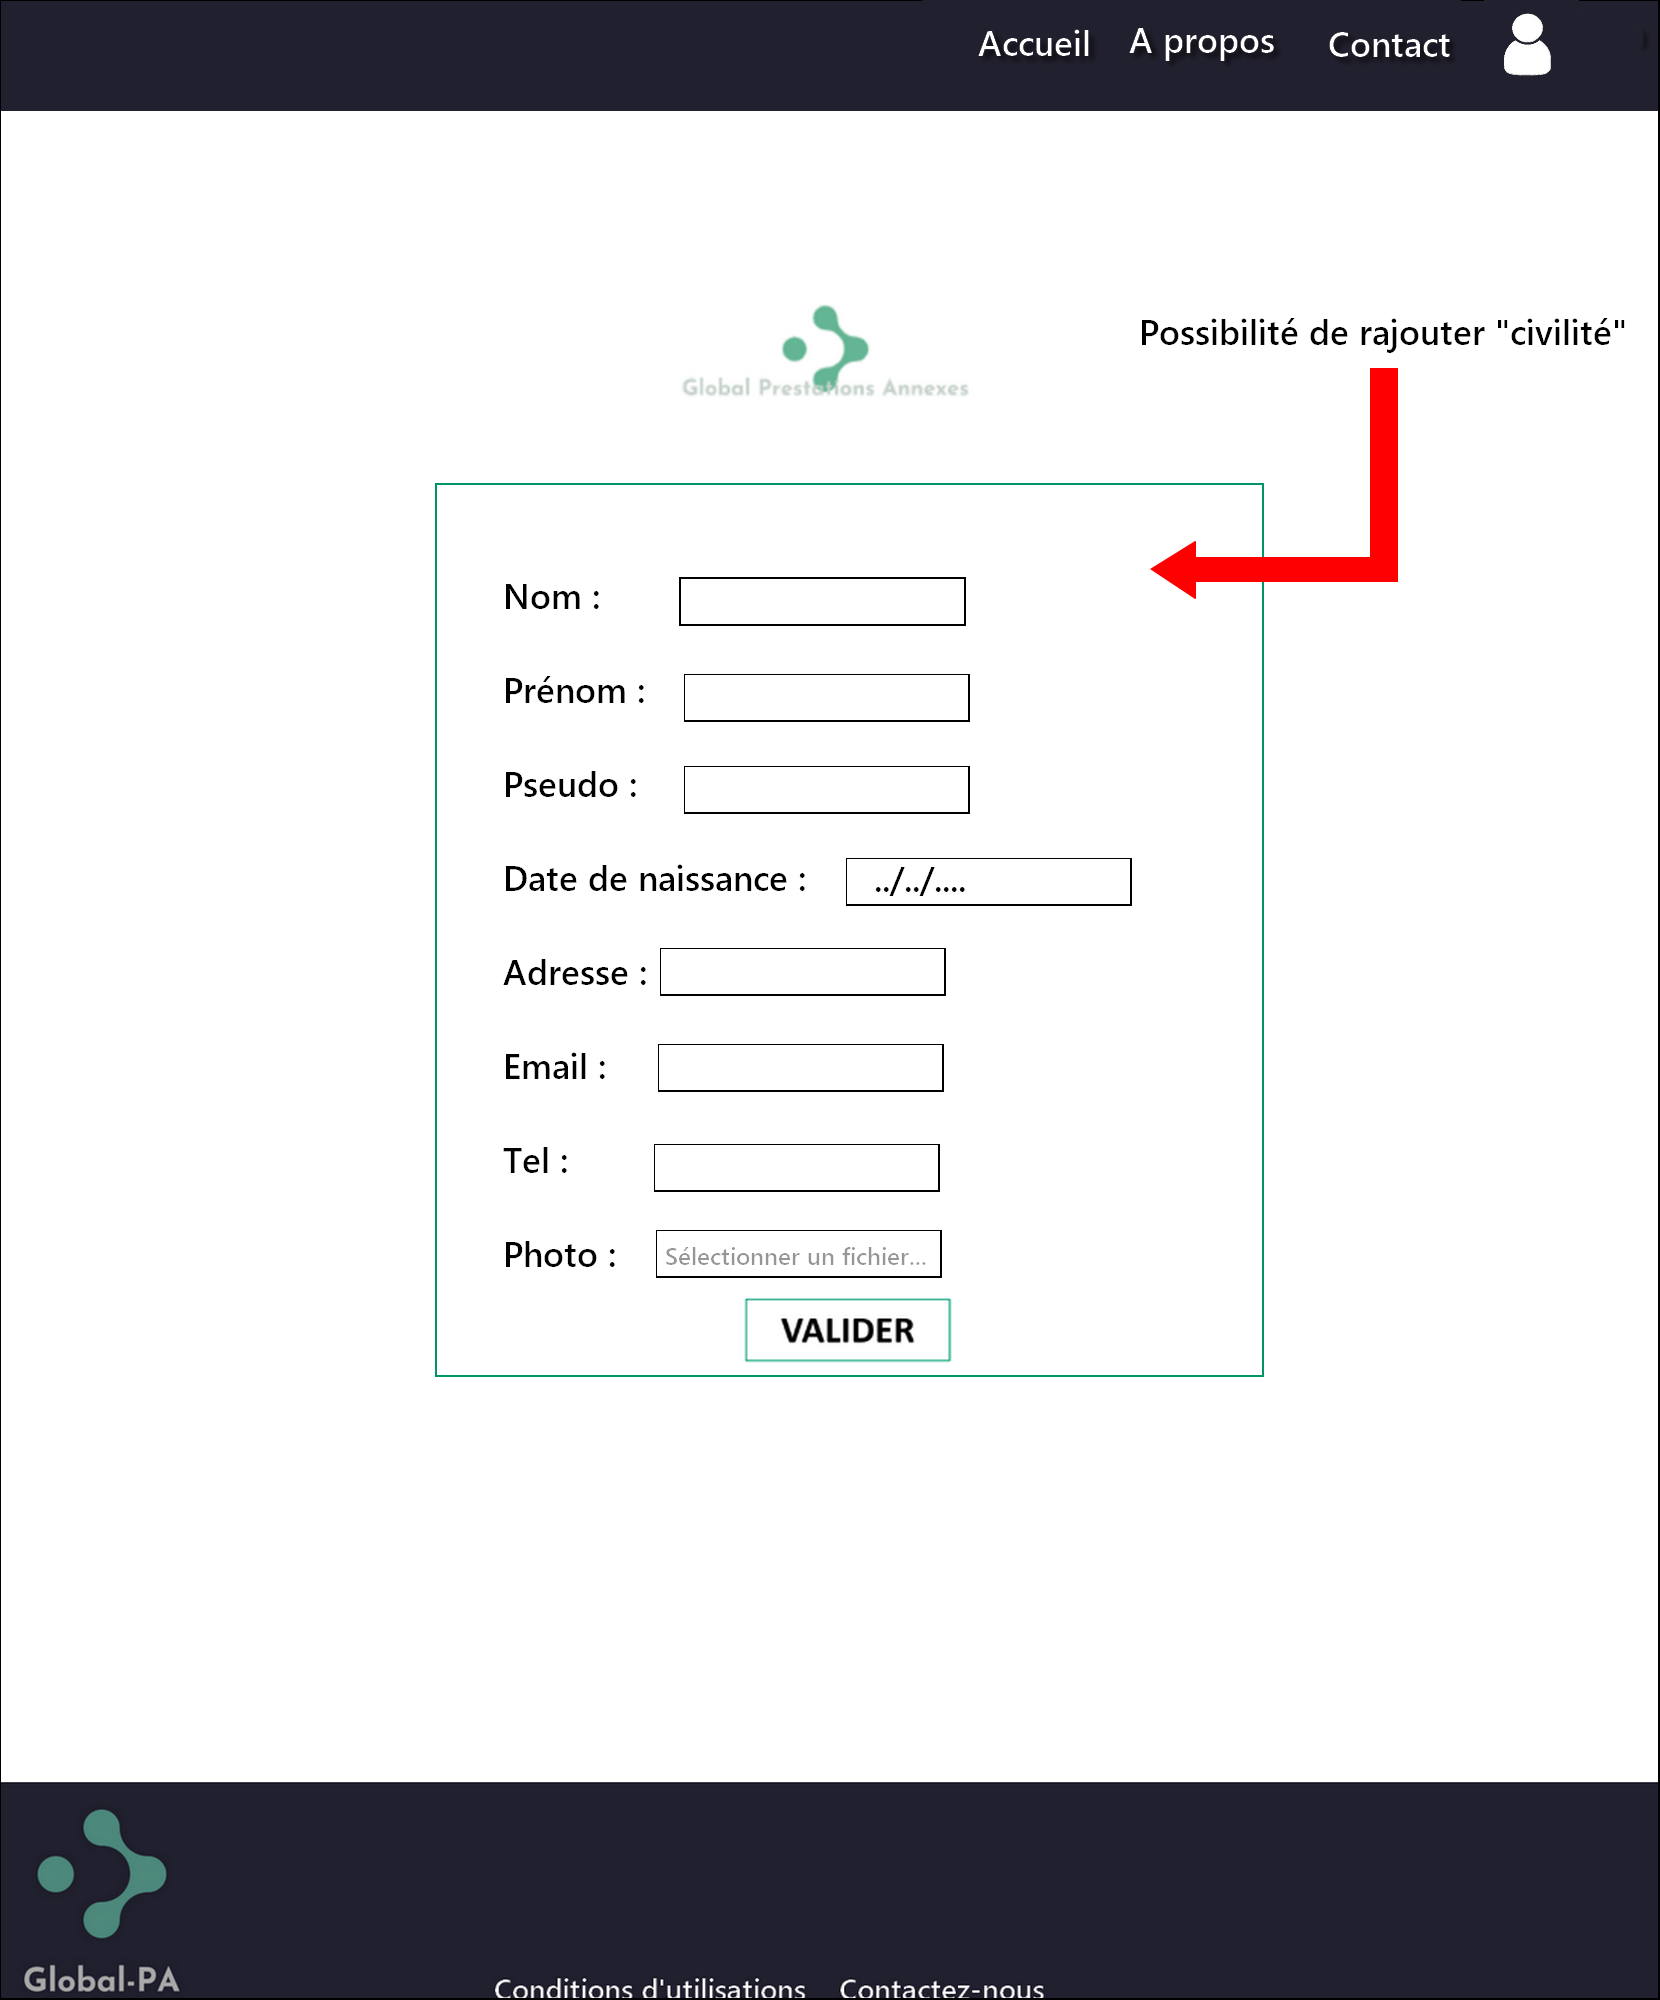 Accueil A propos Contact
Possibilité de rajouter "civilité"
Global Prestations Annexes
Nom :
Prénom :
Pseudo :
Date de naissance : ../../....
Adresse :
Email :
Tel :
Photo : Sélectionner un fichier...
VALIDER
Global-PA
Conditions d'utilisations Contactez-nous